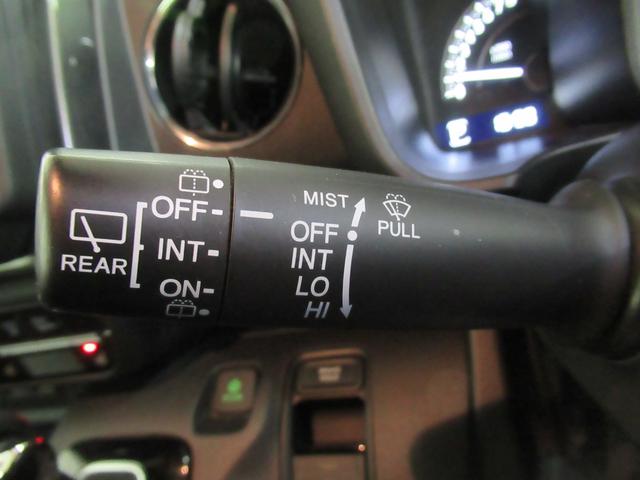 REAR
OFF
INT
ON
MIST
OFF
INT
LO
HI
PULL